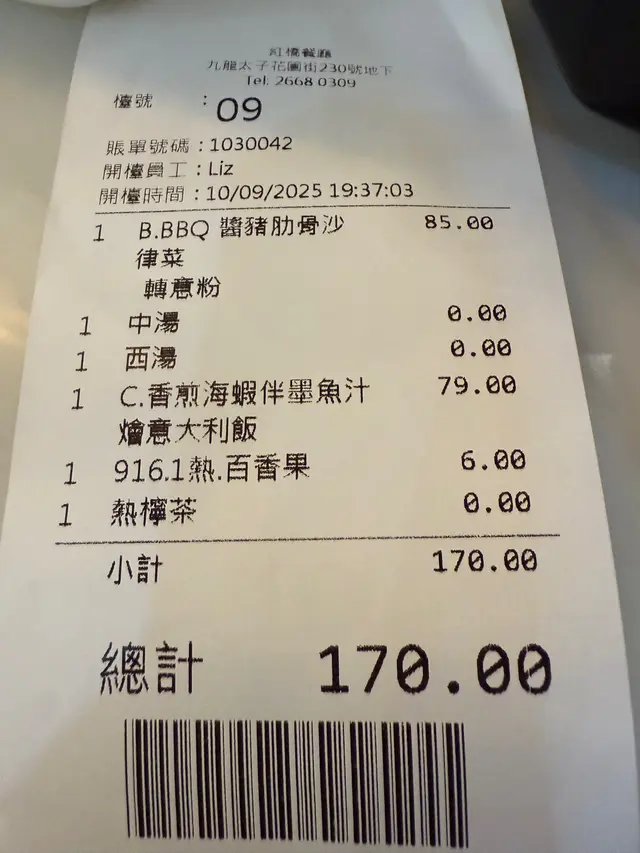 紅橋餐廳
九龍太子花園街230號地下
Tel. 2668 0309
檯號 : 09
賬單號碼 : 1030042
開檯員工 : Liz
開檯時間 : 10/09/2025 19:37:03
1 B.BBQ 醬豬肋骨沙 85.00
律菜
轉意粉
1 中湯 0.00
1 西湯 0.00
1 C.香煎海蝦伴墨魚汁 79.00
燴意大利飯
1 916.1熱.百香果 6.00
1 熱檸茶 0.00
小計 170.00
總計 170.00